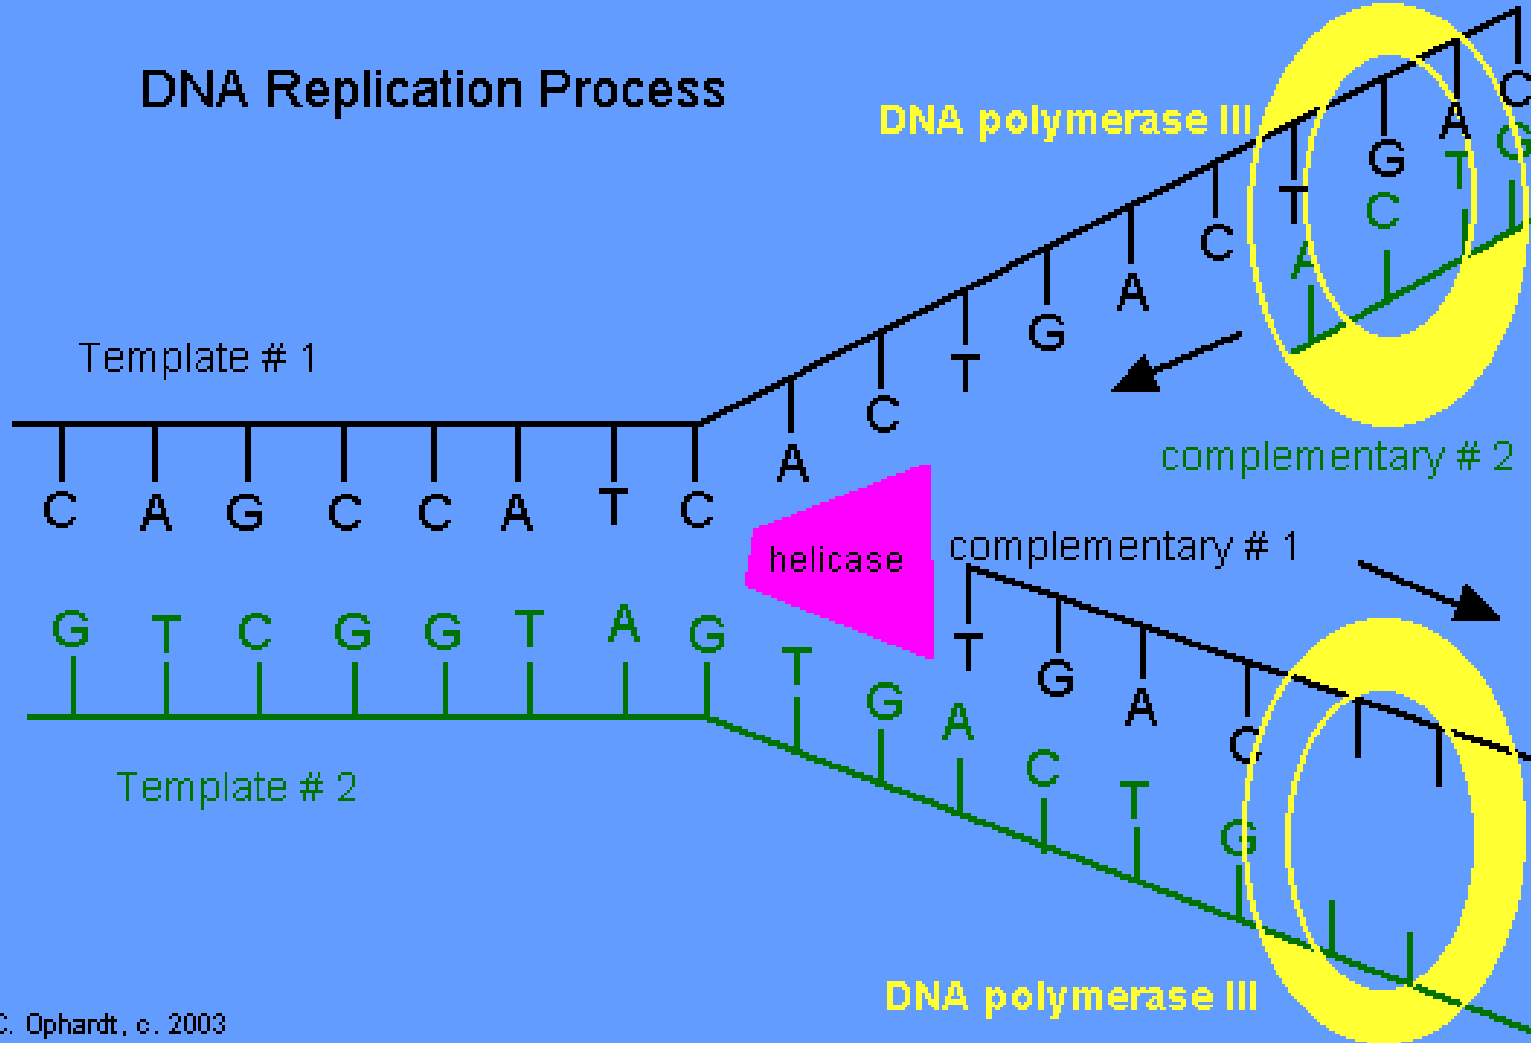 DNA Replication Process
DNA polymerase III
C
A
G
T
C
A
G
T
C
A
G
T
C
A
Template # 1
complementary # 2
C A G C C A T C
helicase
complementary # 1
G T C G G T A G T G A C T G
T G A C
Template # 2
DNA polymerase III
C. Ophardt, c. 2003